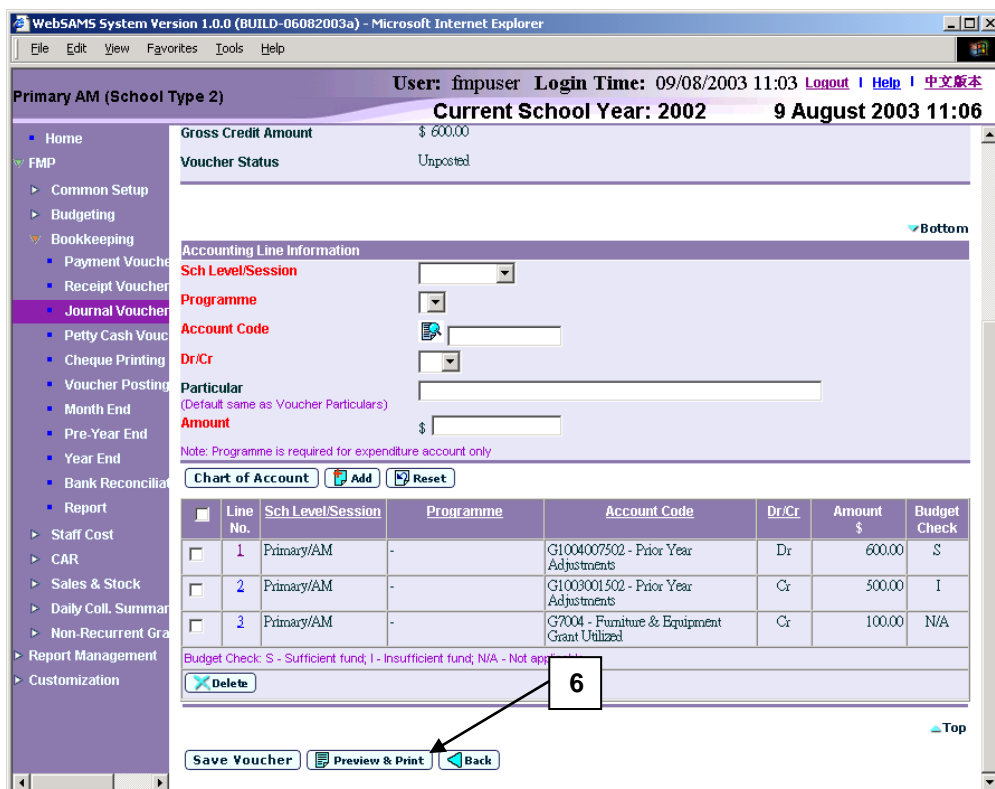 WebSAMS System Version 1.0.0 (BUILD-06082003a) - Microsoft Internet Explorer
File Edit View Favorites Tools Help
Primary AM (School Type 2)
User: fmpuser Login Time: 09/08/2003 11:03 Logout | Help | 中文版本
Current School Year: 2002 9 August 2003 11:06
Home
FMP
Common Setup
Budgeting
Bookkeeping
Payment Vouche
Receipt Voucher
Journal Voucher
Petty Cash Vouc
Cheque Printing
Voucher Posting
Month End
Pre-Year End
Year End
Bank Reconciliat
Report
Staff Cost
CAR
Sales & Stock
Daily Coll. Summar
Non-Recurrent Gra
Report Management
Customization
Gross Credit Amount $ 600.00
Voucher Status Unposted
Bottom
Accounting Line Information
Sch Level/Session
Programme
Account Code
Dr/Cr
Particular
(Default same as Voucher Particulars)
Amount $
Note: Programme is required for expenditure account only
Chart of Account Add Reset
Line No. Sch Level/Session Programme Account Code Dr/Cr Amount $ Budget Check
1 Primary/AM - G1004007502 - Prior Year Adjustments Dr 600.00 S
2 Primary/AM - G1003001502 - Prior Year Adjustments Cr 500.00 I
3 Primary/AM - G7004 - Furniture & Equipment Grant Utilized Cr 100.00 N/A
Budget Check: S - Sufficient fund; I - Insufficient fund; N/A - Not
Delete
6
Top
Save Voucher Preview & Print Back